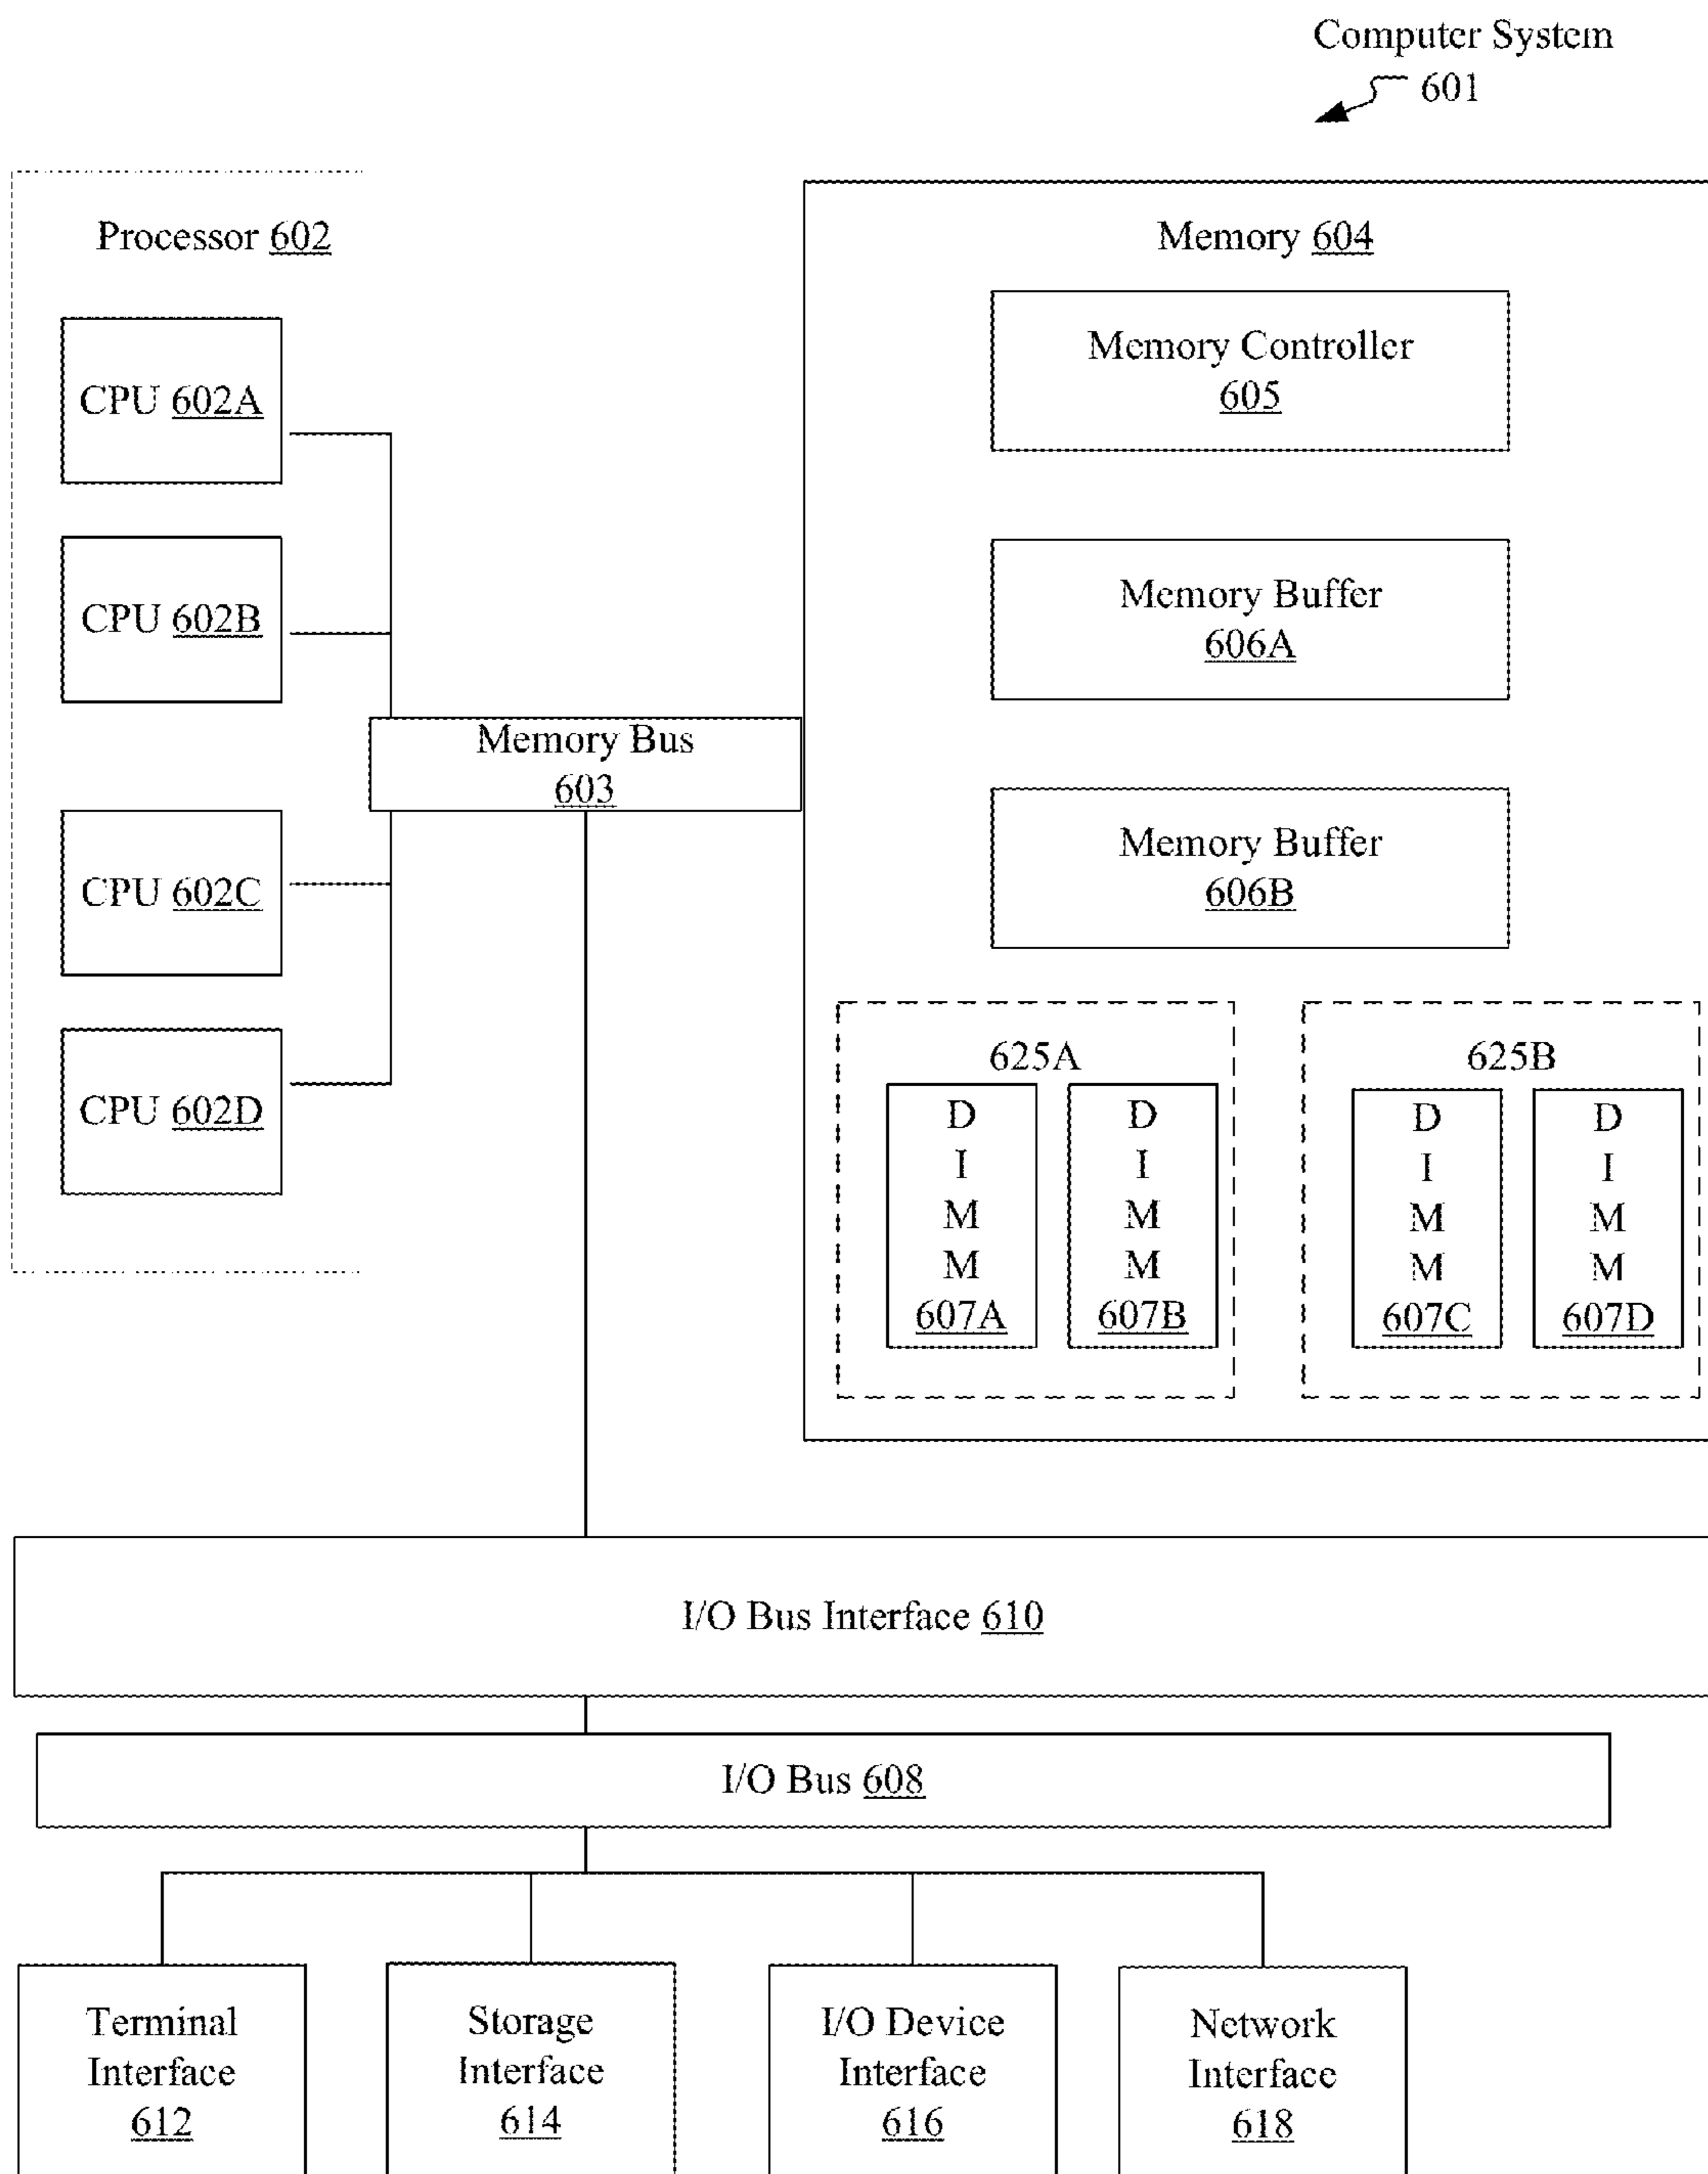 Computer System
601
Processor 602
CPU 602A
CPU 602B
CPU 602C
CPU 602D
Memory Bus
603
Memory 604
Memory Controller
605
Memory Buffer
606A
Memory Buffer
606B
625A
D
I
M
M
607A
D
I
M
M
607B
625B
D
I
M
M
607C
D
I
M
M
607D
I/O Bus Interface 610
I/O Bus 608
Terminal
Interface
612
Storage
Interface
614
I/O Device
Interface
616
Network
Interface
618